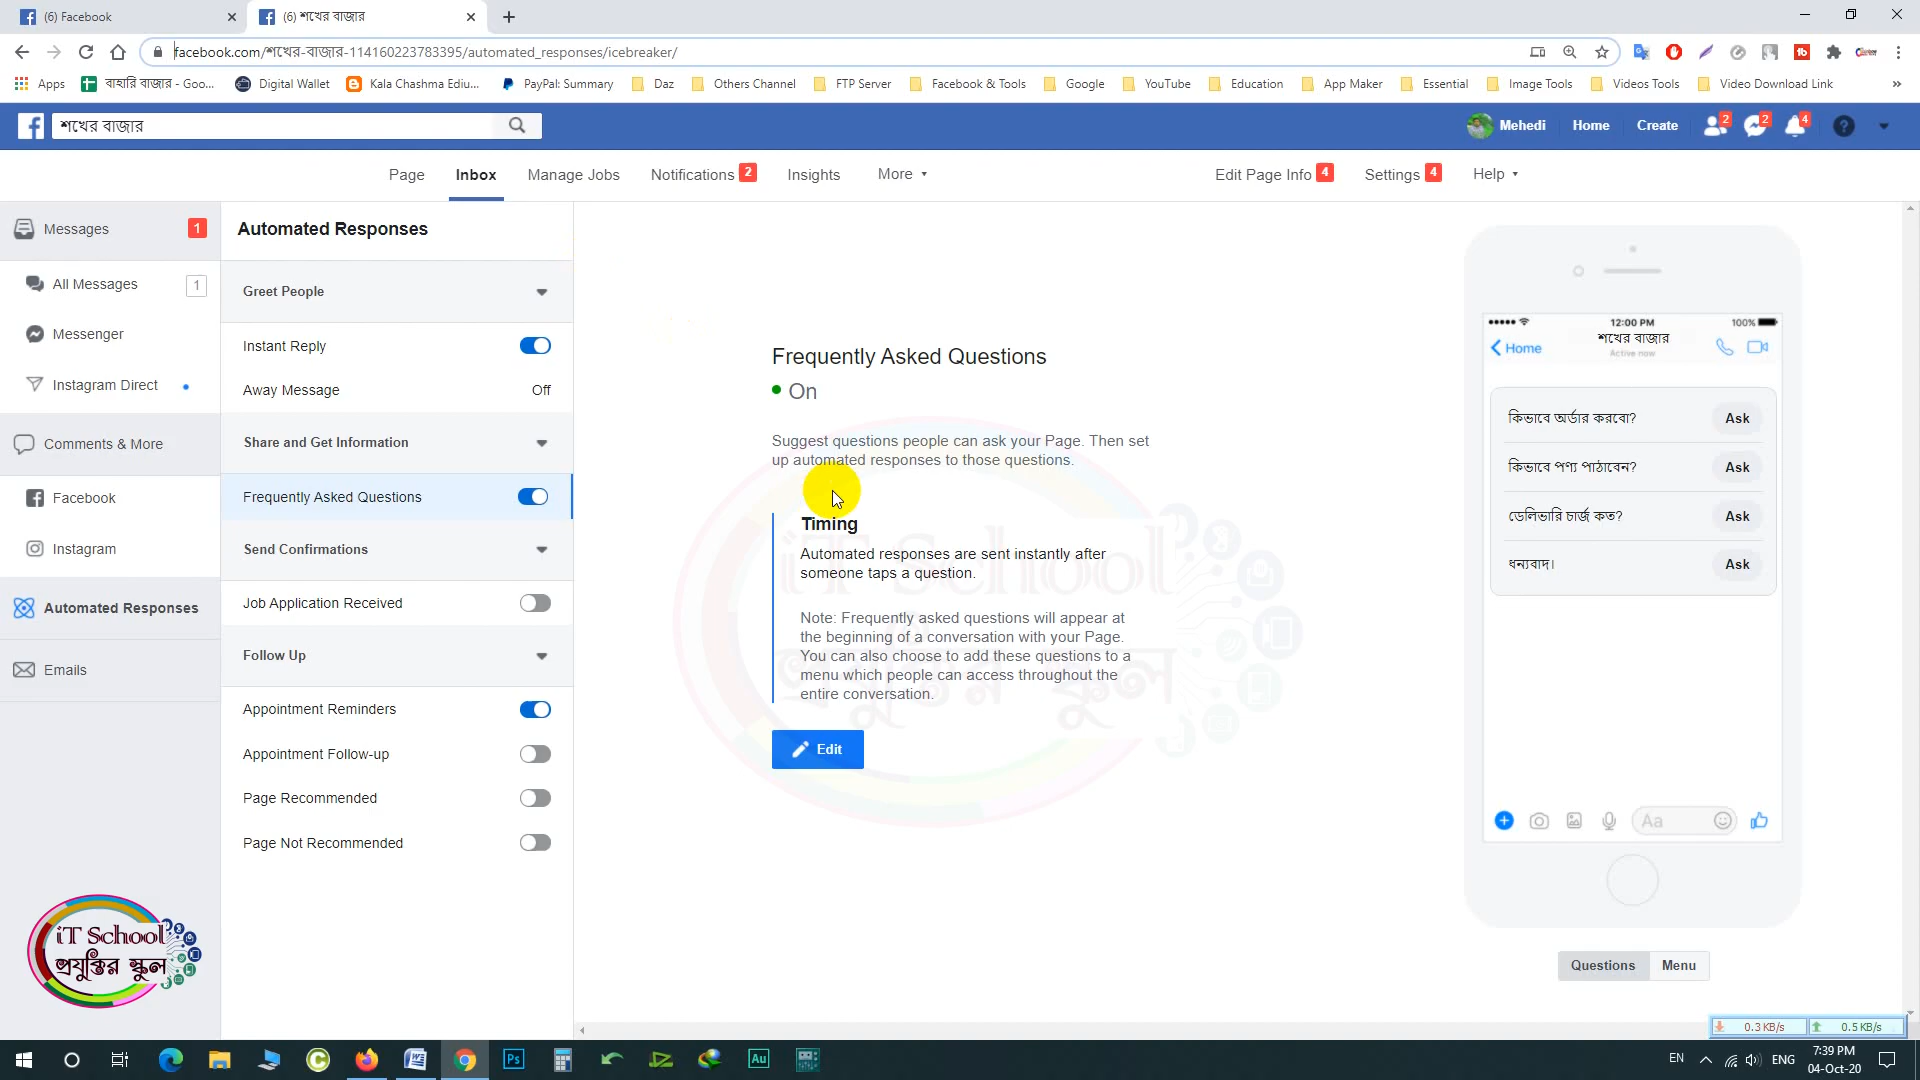 (6) Facebook
(6) শখের বাজার
facebook.com/শখের-বাজার-114160223783395/automated_responses/icebreaker/
Apps
বাহারি বাজার - Goo...
Digital Wallet
Kala Chashma Ediu...
PayPal: Summary
Daz
Others Channel
FTP Server
Facebook & Tools
Google
YouTube
Education
App Maker
Essential
Image Tools
Videos Tools
Video Download Link
শখের বাজার
Mehedi
Home
Create
2
2
4
Page
Inbox
Manage Jobs
Notifications 2
Insights
More
Edit Page Info 4
Settings 4
Help
Messages 1
All Messages 1
Messenger
Instagram Direct
Comments & More
Facebook
Instagram
Automated Responses
Emails
Automated Responses
Greet People
Instant Reply
Away Message Off
Share and Get Information
Frequently Asked Questions
Send Confirmations
Job Application Received
Follow Up
Appointment Reminders
Appointment Follow-up
Page Recommended
Page Not Recommended
Frequently Asked Questions
On
Suggest questions people can ask your Page. Then set
up automated responses to those questions.
Timing
Automated responses are sent instantly after
someone taps a question.
Note: Frequently asked questions will appear at
the beginning of a conversation with your Page.
You can also choose to add these questions to a
menu which people can access throughout the
entire conversation.
Edit
iT School
প্রযুক্তির স্কুল
12:00 PM
100%
Home
শখের বাজার
Active now
কিভাবে অর্ডার করবো? Ask
কিভাবে পণ্য পাঠাবেন? Ask
ডেলিভারি চার্জ কত? Ask
ধন্যবাদ। Ask
Aa
Questions
Menu
iT School
প্রযুক্তির স্কুল
0.3 KB/s
0.5 KB/s
Ps
Au
EN
ENG
7:39 PM
04-Oct-20